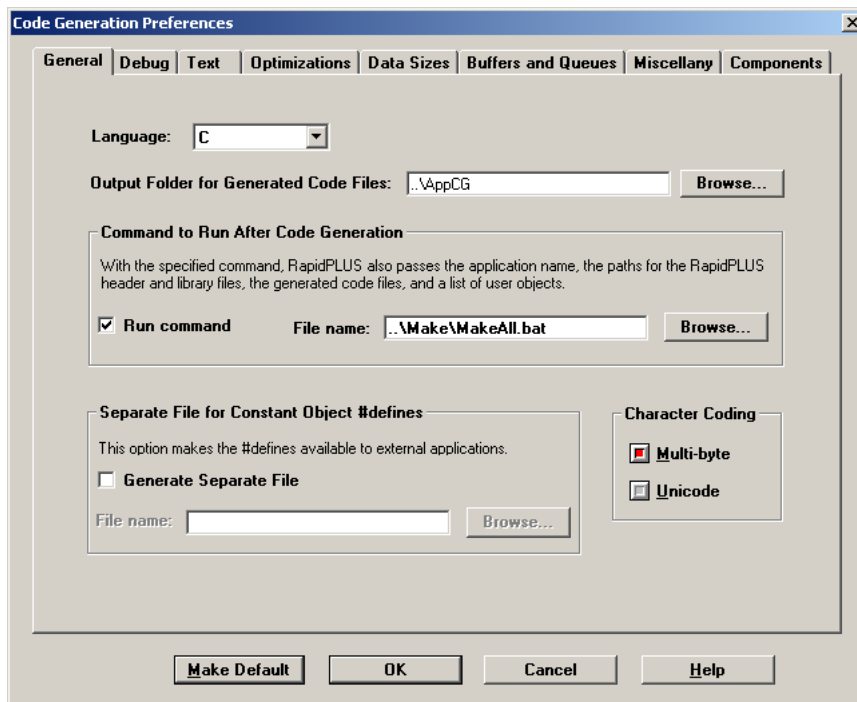 Code Generation Preferences
General Debug Text Optimizations Data Sizes Buffers and Queues Miscellany Components
Language: C
Output Folder for Generated Code Files: ..\AppCG Browse...
Command to Run After Code Generation
With the specified command, RapidPLUS also passes the application name, the paths for the RapidPLUS
header and library files, the generated code files, and a list of user objects.
Run command File name: ..\Make\MakeAll.bat Browse...
Separate File for Constant Object #defines
This option makes the #defines available to external applications.
Generate Separate File
File name: Browse...
Character Coding
Multi-byte
Unicode
Make Default OK Cancel Help